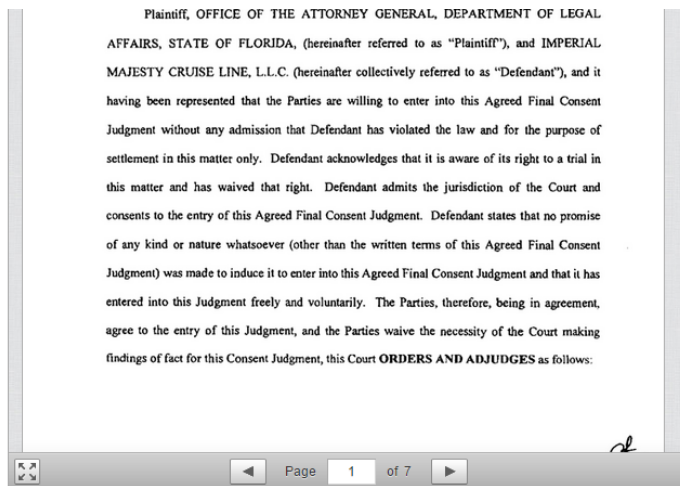 Plaintiff, OFFICE OF THE ATTORNEY GENERAL, DEPARTMENT OF LEGAL
AFFAIRS, STATE OF FLORIDA, (hereinafter referred to as “Plaintiff”), and IMPERIAL
MAJESTY CRUISE LINE, L.L.C. (hereinafter collectively referred to as “Defendant”), and it
having been represented that the Parties are willing to enter into this Agreed Final Consent
Judgment without any admission that Defendant has violated the law and for the purpose of
settlement in this matter only. Defendant acknowledges that it is aware of its right to a trial in
this matter and has waived that right. Defendant admits the jurisdiction of the Court and
consents to the entry of this Agreed Final Consent Judgment. Defendant states that no promise
of any kind or nature whatsoever (other than the written terms of this Agreed Final Consent
Judgment) was made to induce it to enter into this Agreed Final Consent Judgment and that it has
entered into this Judgment freely and voluntarily. The Parties, therefore, being in agreement,
agree to the entry of this Judgment, and the Parties waive the necessity of the Court making
findings of fact for this Consent Judgment, this Court ORDERS AND ADJUDGES as follows:
Page 1 of 7